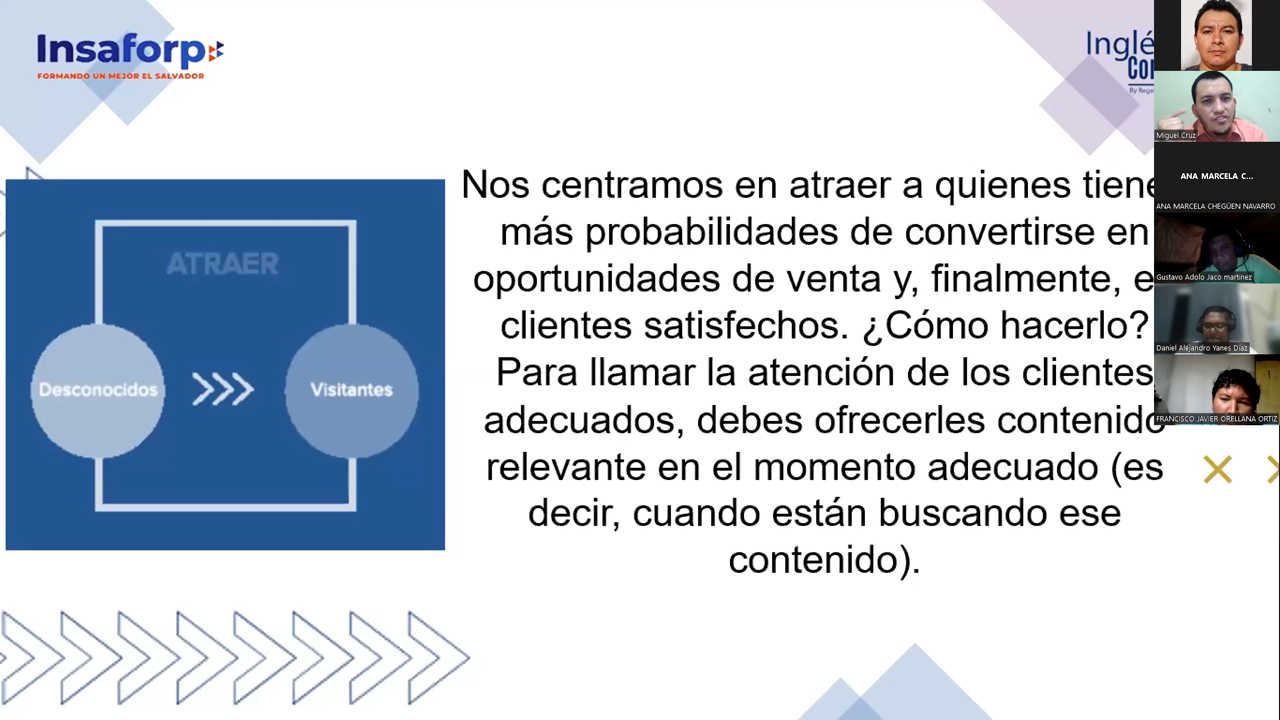 Insaforp
FORMANDO UN MEJOR EL SALVADOR
Inglé
By Rega
Nos centramos en atraer a quienes tiene
más probabilidades de convertirse en
oportunidades de venta y, finalmente, e
clientes satisfechos. ¿Cómo hacerlo?
Para llamar la atención de los clientes
adecuados, debes ofrecerles contenido
relevante en el momento adecuado (es
decir, cuando están buscando ese
contenido).
ATRAER
Desconocidos
Visitantes
Miguel Cruz
ANA MARCELA C...
ANA MARCELA CHEGÜEN NAVARRO
Gustavo Adolo Jaco martinez
Daniel Alejandro Yanes Díaz
FRANCISCO JAVIER ORELLANA ORTIZ